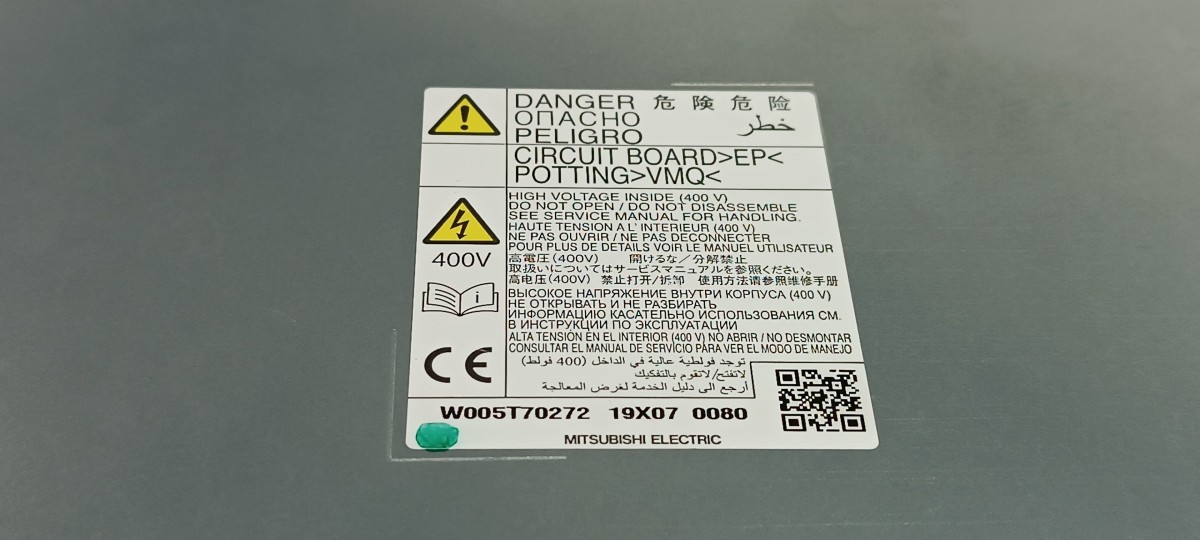 DANGER 危 険 危 险
ОПАСНО خطر
PELIGRO
CIRCUIT BOARD>EP<
POTTING>VMQ<
400V
i
HIGH VOLTAGE INSIDE (400 V)
DO NOT OPEN / DO NOT DISASSEMBLE
SEE SERVICE MANUAL FOR HANDLING.
HAUTE TENSION A L' INTERIEUR (400 V)
NE PAS OUVRIR / NE PAS DECONNECTER
POUR PLUS DE DETAILS VOIR LE MANUEL UTILISATEUR
高電圧(400V) 開けるな／分解禁止
取扱いについてはサービスマニュアルを参照ください。
高电压(400V) 禁止打开/拆卸 使用方法请参照维修手册
ВЫСОКОЕ НАПРЯЖЕНИЕ ВНУТРИ КОРПУСА (400 V)
НЕ ОТКРЫВАТЬ И НЕ РАЗБИРАТЬ
ИНФОРМАЦИЮ КАСАТЕЛЬНО ИСПОЛЬЗОВАНИЯ СМ.
В ИНСТРУКЦИИ ПО ЭКСПЛУАТАЦИИ
ALTA TENSIÓN EN EL INTERIOR (400 V) NO ABRIR / NO DESMONTAR
CONSULTAR EL MANUAL DE SERVICIO PARA VER EL MODO DE MANEJO
توجد فولطية عالية في الداخل (400 فولط)
لاتفتح/لاتقوم بالتفكيك
أرجع الى دليل الخدمة لغرض المعالجة
CE
W005T70272 19X07 0080
MITSUBISHI ELECTRIC